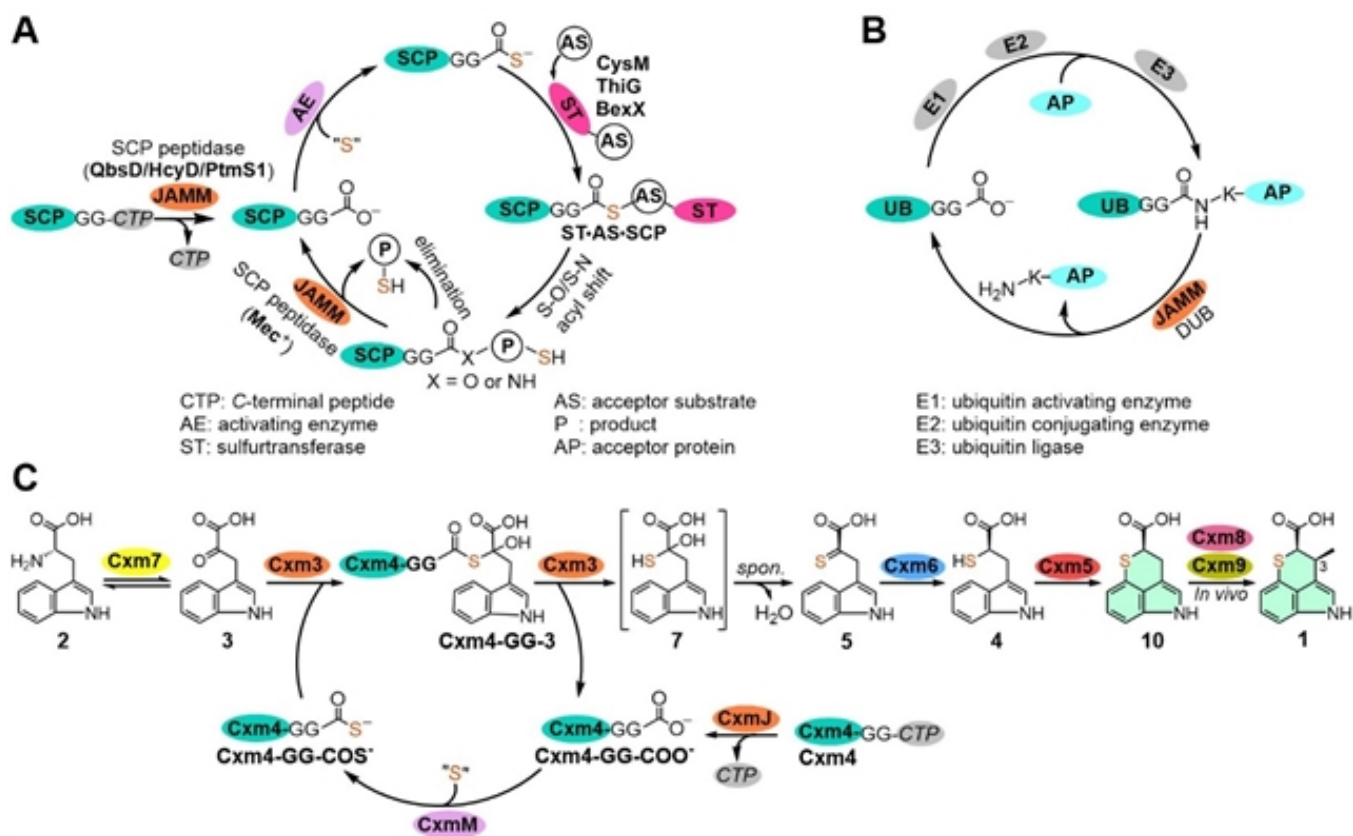 A
SCP-GG
O
S⁻
AS
CysM
ThiG
BexX
ST
AS
AE
"S"
SCP peptidase
(QbsD/HcyD/PtmS1)
JAMM
SCP-GG-CTP
CTP
SCP-GG
O
O⁻
SCP-GG
O
S
AS
ST
ST·AS·SCP
P
SH
elimination
S-O/S-N
acyl shift
JAMM
SCP peptidase
(Mec⁺)
SCP-GG
O
X
P
SH
X = O or NH
CTP: C-terminal peptide
AE: activating enzyme
ST: sulfurtransferase
AS: acceptor substrate
P : product
AP: acceptor protein
B
E1
E2
E3
AP
UB-GG
O
O⁻
UB-GG
O
N
H
K
AP
H₂N-K-AP
JAMM
DUB
E1: ubiquitin activating enzyme
E2: ubiquitin conjugating enzyme
E3: ubiquitin ligase
C
O OH
H₂N
NH
2
Cxm7
O OH
O
NH
3
Cxm3
Cxm4-GG
O
S
O OH
OH
NH
Cxm4-GG-3
Cxm3
O OH
HS OH
NH
7
spon.
H₂O
O OH
S
NH
5
Cxm6
O OH
HS
NH
4
Cxm5
O OH
S
NH
10
Cxm8
Cxm9
In vivo
O OH
S
3
NH
1
Cxm4-GG
O
S⁻
Cxm4-GG-COS⁻
"S"
CxmM
Cxm4-GG
O
O⁻
Cxm4-GG-COO⁻
CxmJ
CTP
Cxm4-GG-CTP
Cxm4